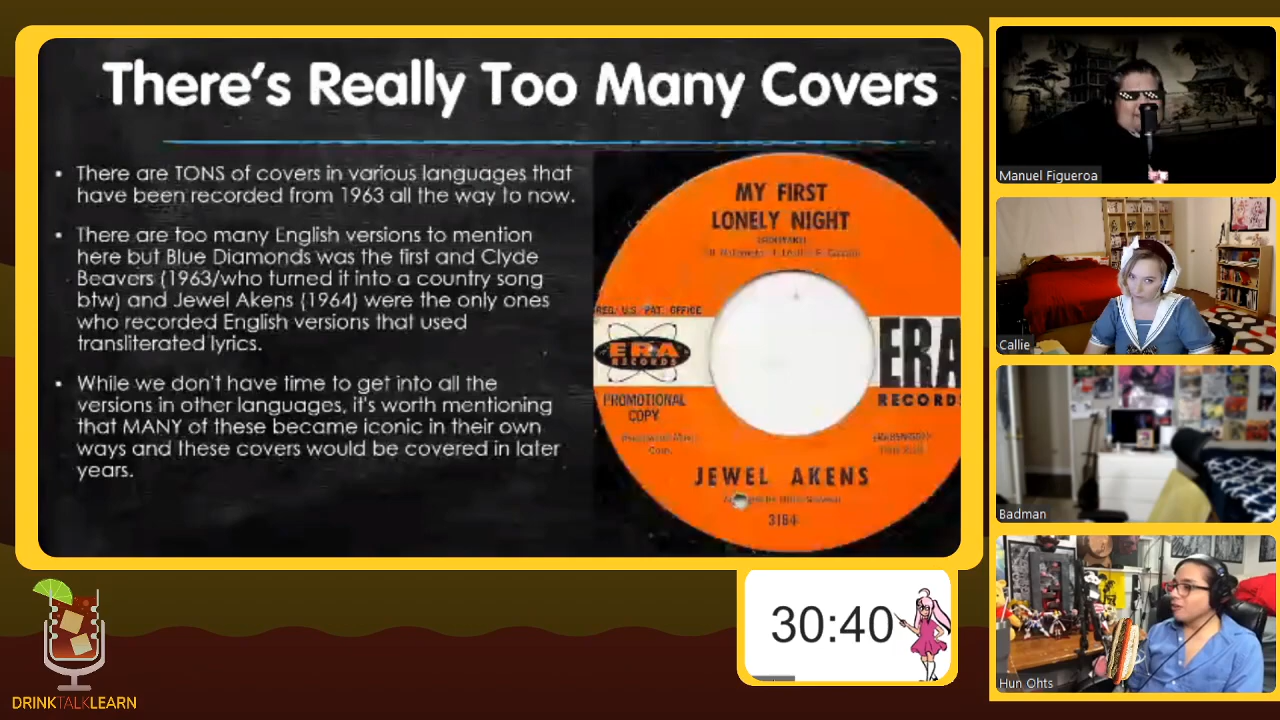 There's Really Too Many Covers
There are TONS of covers in various languages that
have been recorded from 1963 all the way to now.
There are too many English versions to mention
here but Blue Diamonds was the first and Clyde
Beavers (1963/who turned it into a country song
btw) and Jewel Akens (1964) were the only ones
who recorded English versions that used
transliterated lyrics.
While we don't have time to get into all the
versions in other languages, it's worth mentioning
that MANY of these became iconic in their own
ways and these covers would be covered in later
years.
MY FIRST
LONELY NIGHT
(SUKIYAKI)
REG. U.S. PAT. OFFICE
ERA
RECORDS
ERA
RECORDS
PROMOTIONAL
COPY
JEWEL AKENS
3164
Manuel Figueroa
Callie
Badman
Hun Ohts
30:40
DRINKTALKLEARN